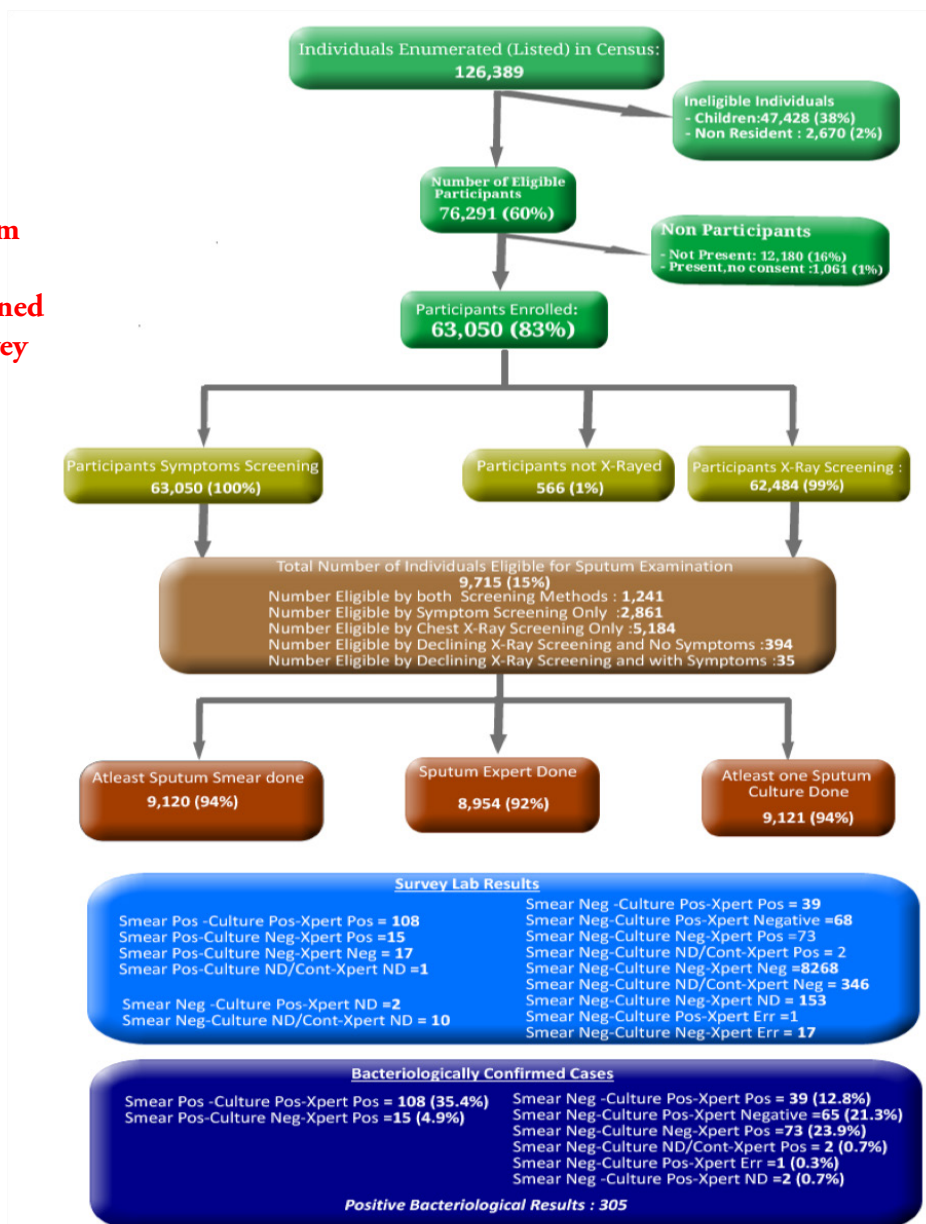 Individuals Enumerated (Listed) in Census:
126,389
Ineligible Individuals
- Children:47,428 (38%)
- Non Resident : 2,670 (2%)
Number of Eligible
Participants
76,291 (60%)
Non Participants
- Not Present: 12,180 (16%)
- Present,no consent :1,061 (1%)
Participants Enrolled:
63,050 (83%)
Participants Symptoms Screening
63,050 (100%)
Participants not X-Rayed
566 (1%)
Participants X-Ray Screening :
62,484 (99%)
Total Number of Individuals Eligible for Sputum Examination
9,715 (15%)
Number Eligible by both Screening Methods : 1,241
Number Eligible by Symptom Screening Only :2,861
Number Eligible by Chest X-Ray Screening Only :5,184
Number Eligible by Declining X-Ray Screening and No Symptoms :394
Number Eligible by Declining X-Ray Screening and with Symptoms :35
Atleast Sputum Smear done
9,120 (94%)
Sputum Expert Done
8,954 (92%)
Atleast one Sputum
Culture Done
9,121 (94%)
Survey Lab Results
Smear Pos -Culture Pos-Xpert Pos = 108
Smear Pos-Culture Neg-Xpert Pos =15
Smear Pos-Culture Neg-Xpert Neg = 17
Smear Pos-Culture ND/Cont-Xpert ND =1
Smear Neg -Culture Pos-Xpert ND =2
Smear Neg-Culture ND/Cont-Xpert ND = 10
Smear Neg -Culture Pos-Xpert Pos = 39
Smear Neg-Culture Pos-Xpert Negative =68
Smear Neg-Culture Neg-Xpert Pos =73
Smear Neg-Culture ND/Cont-Xpert Pos = 2
Smear Neg-Culture Neg-Xpert Neg =8268
Smear Neg-Culture ND/Cont-Xpert Neg = 346
Smear Neg-Culture Neg-Xpert ND = 153
Smear Neg-Culture Pos-Xpert Err =1
Smear Neg-Culture Neg-Xpert Err = 17
Bacteriologically Confirmed Cases
Smear Pos -Culture Pos-Xpert Pos = 108 (35.4%)
Smear Pos-Culture Neg-Xpert Pos =15 (4.9%)
Smear Neg -Culture Pos-Xpert Pos = 39 (12.8%)
Smear Neg-Culture Pos-Xpert Negative =65 (21.3%)
Smear Neg-Culture Neg-Xpert Pos =73 (23.9%)
Smear Neg-Culture ND/Cont-Xpert Pos = 2 (0.7%)
Smear Neg-Culture Pos-Xpert Err =1 (0.3%)
Smear Neg -Culture Pos-Xpert ND =2 (0.7%)
Positive Bacteriological Results : 305